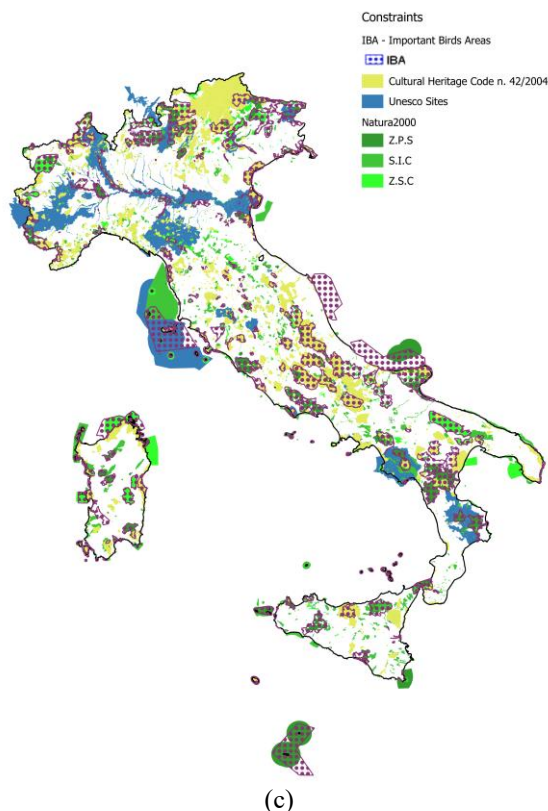 Constraints
IBA - Important Birds Areas
IBA
Cultural Heritage Code n. 42/2004
Unesco Sites
Natura2000
Z.P.S
S.I.C
Z.S.C
(c)